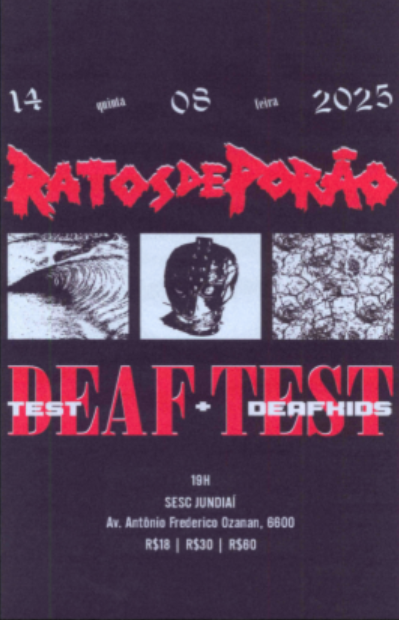 14 quinta 08 feira 2025
RATOS DE PORÃO
DEAF TEST
TEST + DEAFKIDS
19H
SESC JUNDIAÍ
Av. Antônio Frederico Ozanan, 6600
R$18 | R$30 | R$60